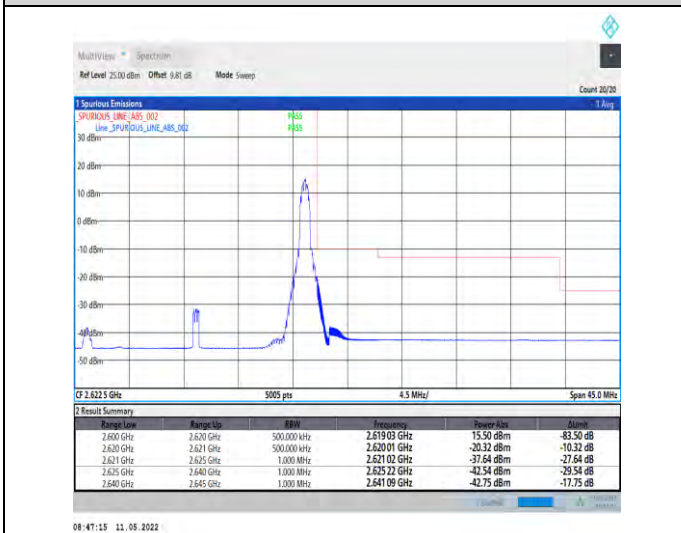 MultiView Spectrum
Ref Level 25.00 dBm Offset 9.81 dB Mode Sweep
Count 20/20
1 Spurious Emissions 1 Avg
_SPURIOUS_LINE_ABS_002 PASS
Line _SPURIOUS_LINE_ABS_002 PASS
30 dBm
20 dBm
10 dBm
0 dBm
-10 dBm
-20 dBm
-30 dBm
-40 dBm
-50 dBm
CF 2.622 5 GHz 5005 pts 4.5 MHz/ Span 45.0 MHz
2 Result Summary
Range Low Range Up RBW Frequency Power Abs ΔLimit
2.600 GHz 2.620 GHz 500.000 kHz 2.619 03 GHz 15.50 dBm -83.50 dB
2.620 GHz 2.621 GHz 500.000 kHz 2.620 01 GHz -20.32 dBm -10.32 dB
2.621 GHz 2.625 GHz 1.000 MHz 2.621 02 GHz -37.64 dBm -27.64 dB
2.625 GHz 2.640 GHz 1.000 MHz 2.625 22 GHz -42.54 dBm -29.54 dB
2.640 GHz 2.645 GHz 1.000 MHz 2.641 09 GHz -42.75 dBm -17.75 dB
08:47:15 11.05.2022